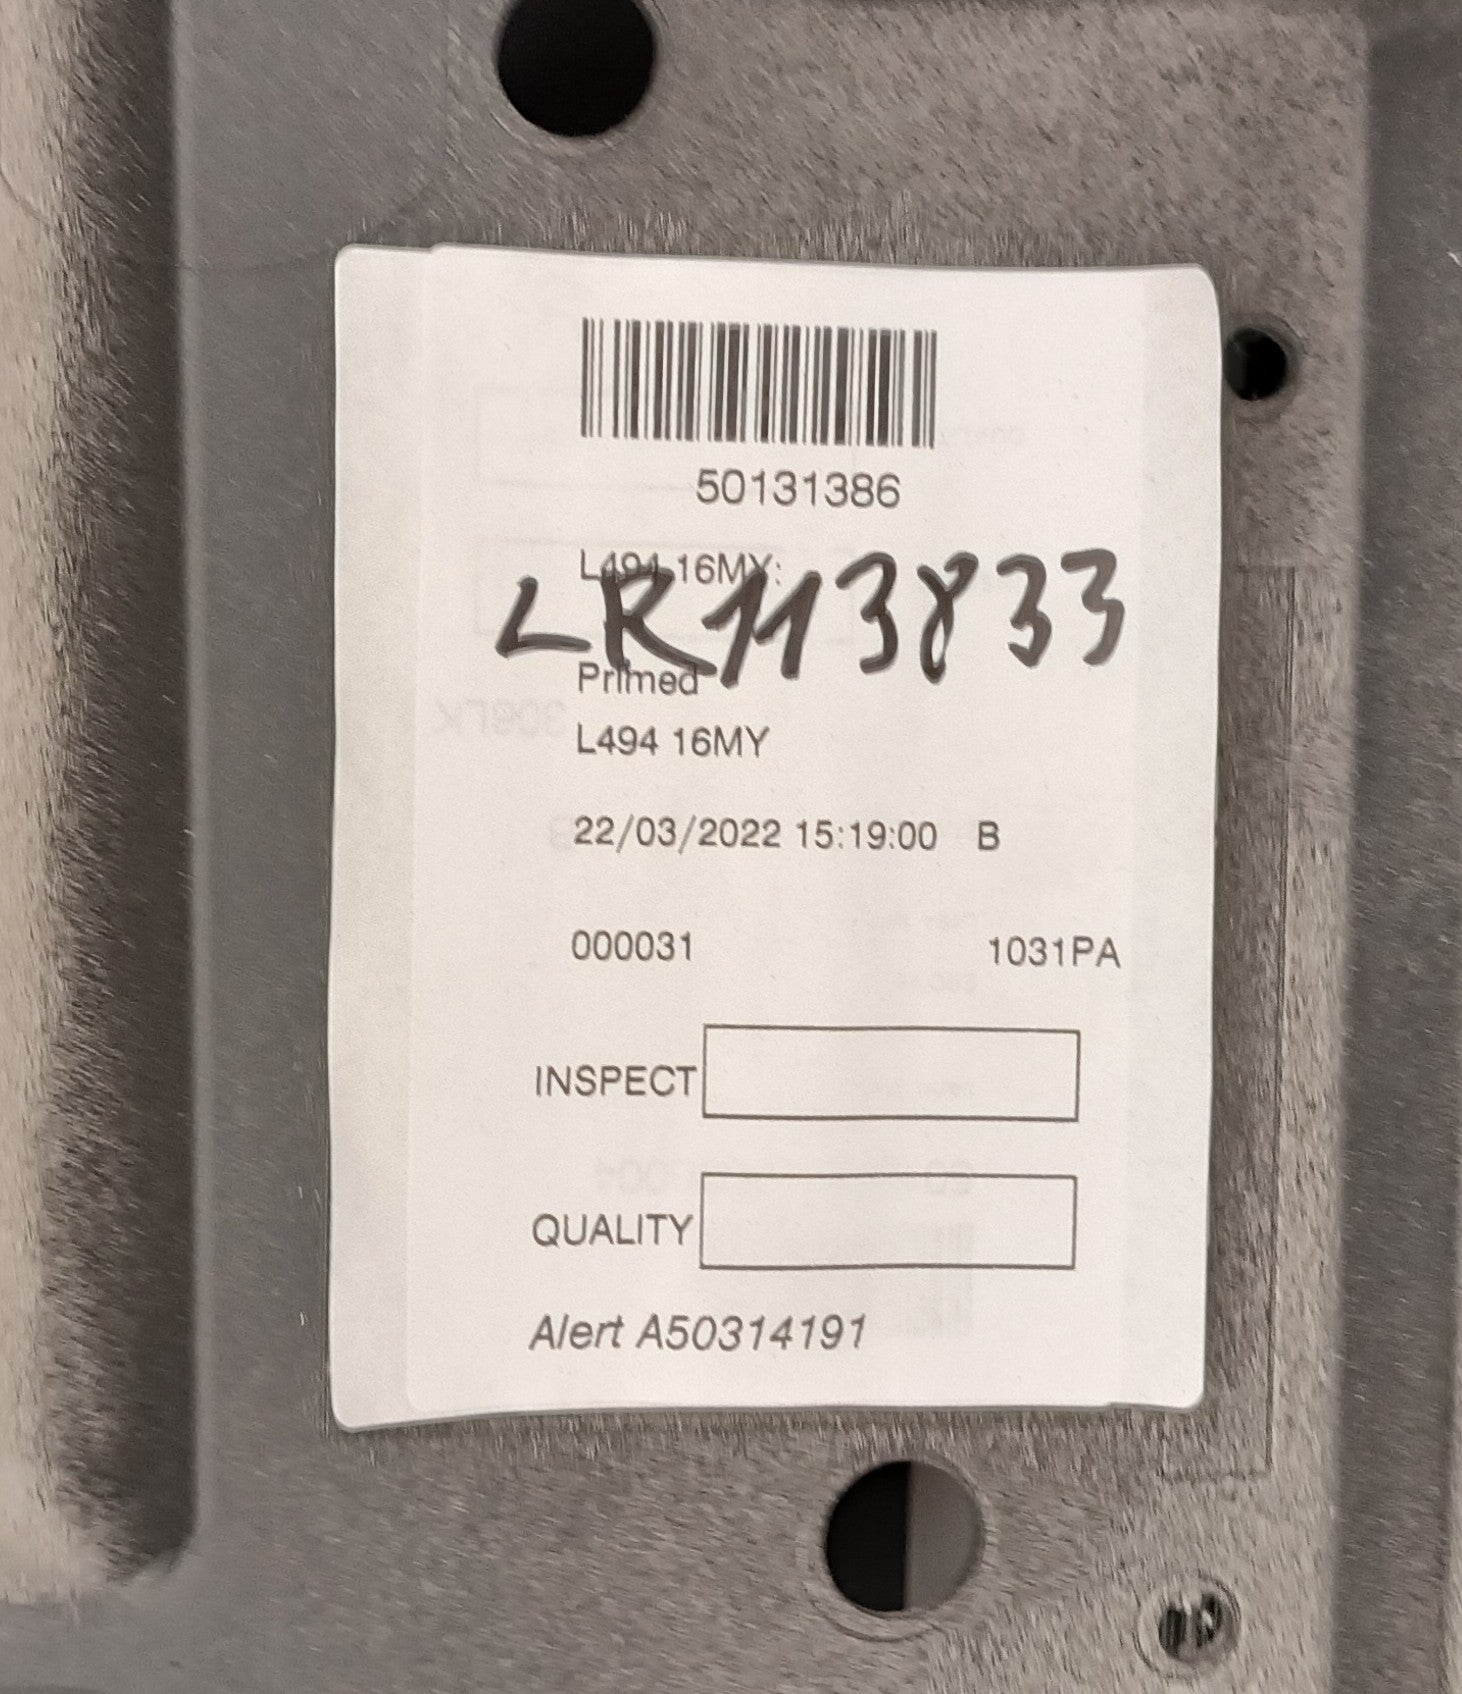 50131386
L494 16MY:
LR113833
Primed
L494 16MY
22/03/2022 15:19:00 B
000031 1031PA
INSPECT
QUALITY
Alert A50314191